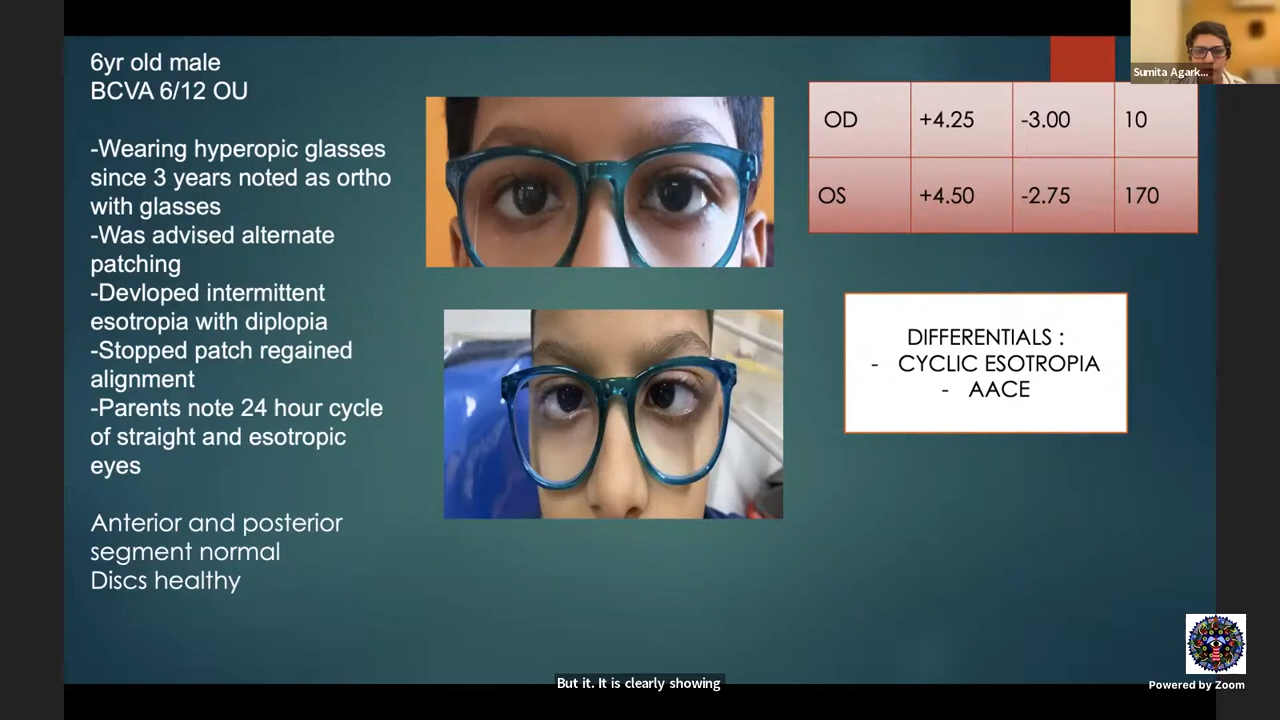 6yr old male
BCVA 6/12 OU
-Wearing hyperopic glasses
since 3 years noted as ortho
with glasses
-Was advised alternate
patching
-Devloped intermittent
esotropia with diplopia
-Stopped patch regained
alignment
-Parents note 24 hour cycle
of straight and esotropic
eyes
Anterior and posterior
segment normal
Discs healthy
OD +4.25 -3.00 10
OS +4.50 -2.75 170
DIFFERENTIALS :
- CYCLIC ESOTROPIA
- AACE
Sumita Agark...
But it. It is clearly showing
Powered by Zoom